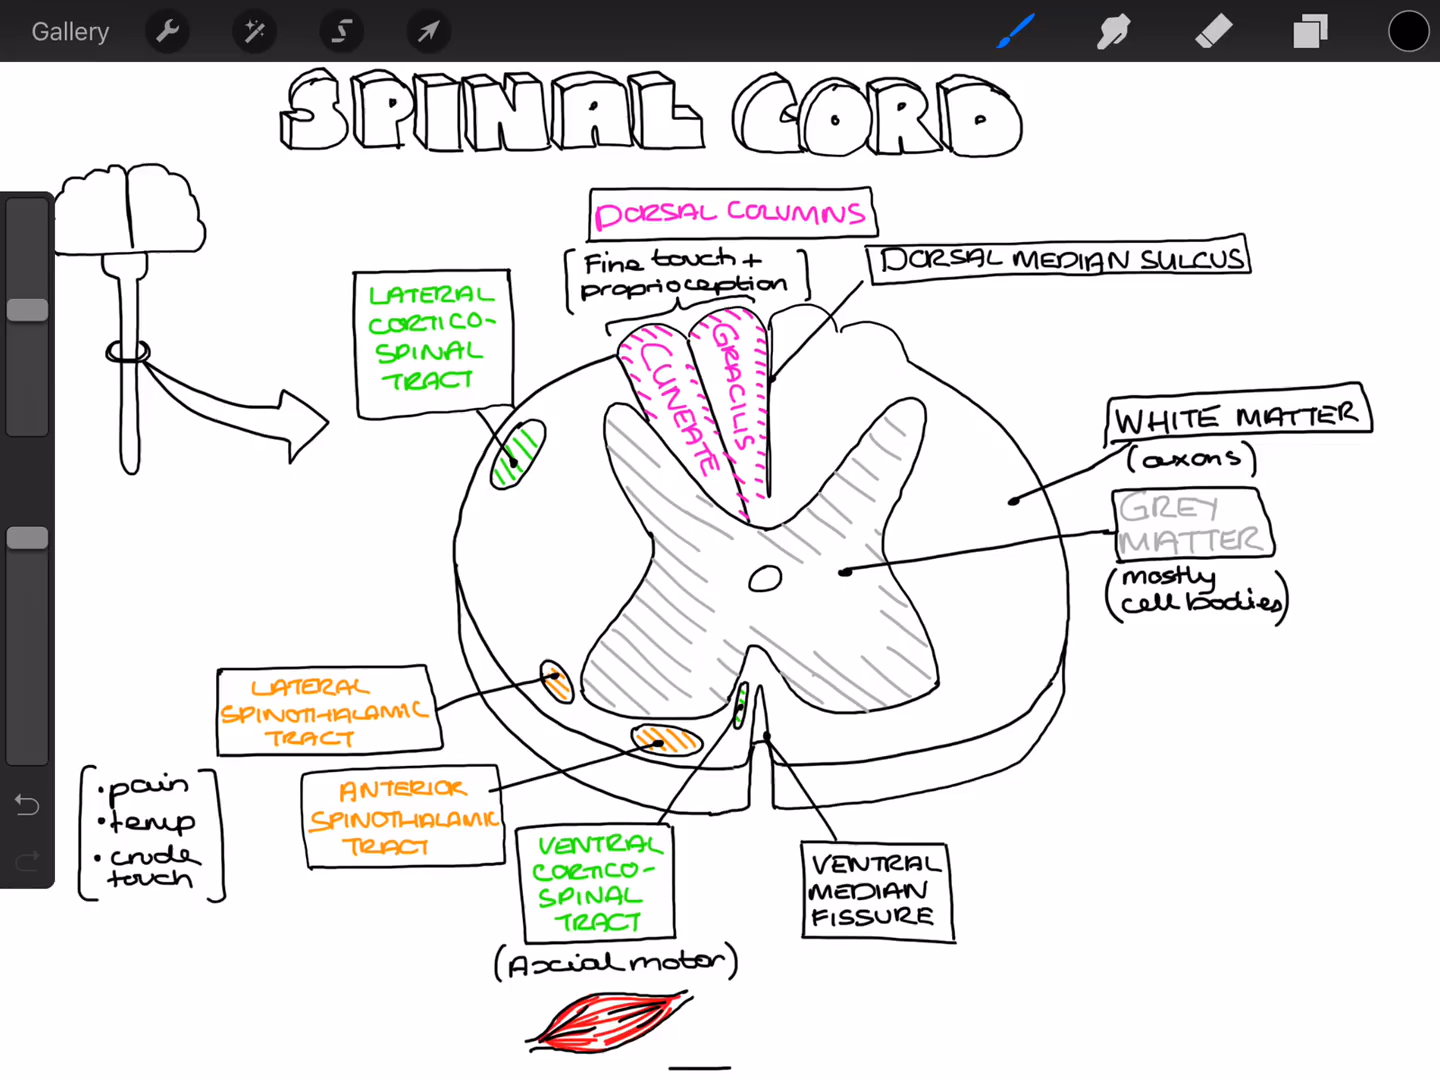 Gallery
SPINAL CORD
DORSAL COLUMNS
Fine touch +
proprioception
DORSAL MEDIAN SULCUS
LATERAL
CORTICO-
SPINAL
TRACT
CUNEATE
GRACILIS
WHITE MATTER
(axons)
GREY
MATTER
(mostly
cell bodies)
LATERAL
SPINOTHALAMIC
TRACT
• pain
• temp
• crude
touch
ANTERIOR
SPINOTHALAMIC
TRACT
VENTRAL
CORTICO-
SPINAL
TRACT
(Axial motor)
VENTRAL
MEDIAN
FISSURE